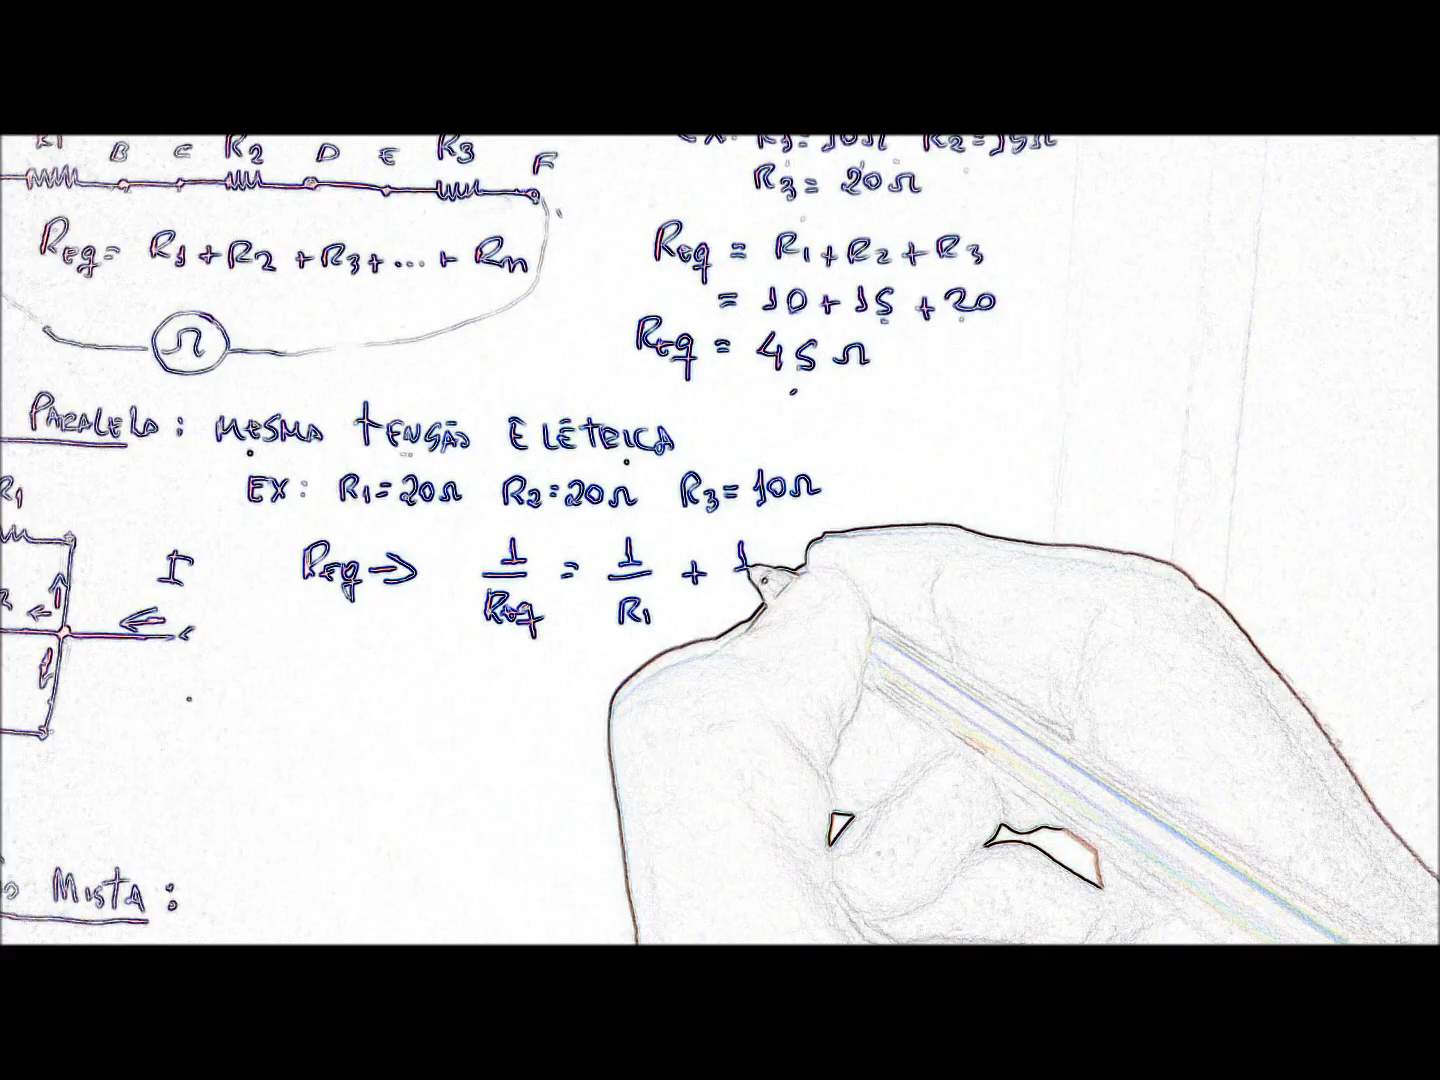 B C R2 D E R3 F
REq= R1+R2+R3+...+Rn
Ω
R3=20Ω
REq = R1+R2+R3
= 10+15+20
REq = 45Ω
PARALELO: MESMA TENSÃO ELÉTRICA
EX: R1=20Ω R2=20Ω R3=10Ω
R1
I
REq→ 1/REq = 1/R1 + 1
MISTA: